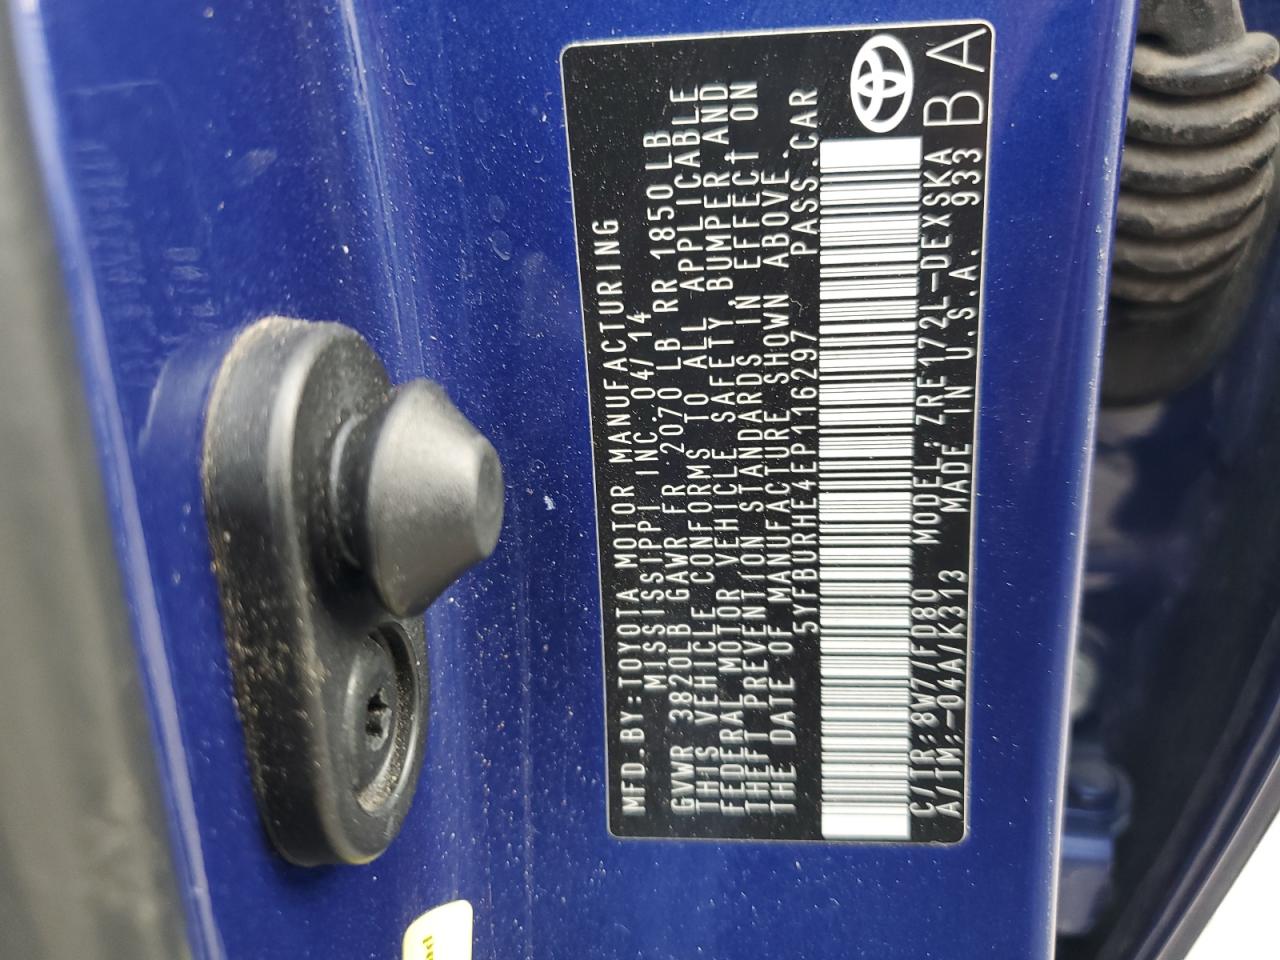 MFD.BY:TOYOTA MOTOR MANUFACTURING
MISSISSIPPI INC. 04/14
GVWR 3820LB GAWR FR 2070 LB RR 1850 LB
THIS VEHICLE CONFORMS TO ALL APPLICABLE
FEDERAL MOTOR VEHICLE SAFETY, BUMPER AND
THEFT PREVENTION STANDARDS IN EFFECT ON
THE DATE OF MANUFACTURE SHOWN ABOVE.
5YFBURHE4EP116297 PASS.CAR
C/TR:8W7/FD80 MODEL:ZRE172L-DEXSKA
A/TM:-04A/K313 MADE IN U.S.A. 933
BA